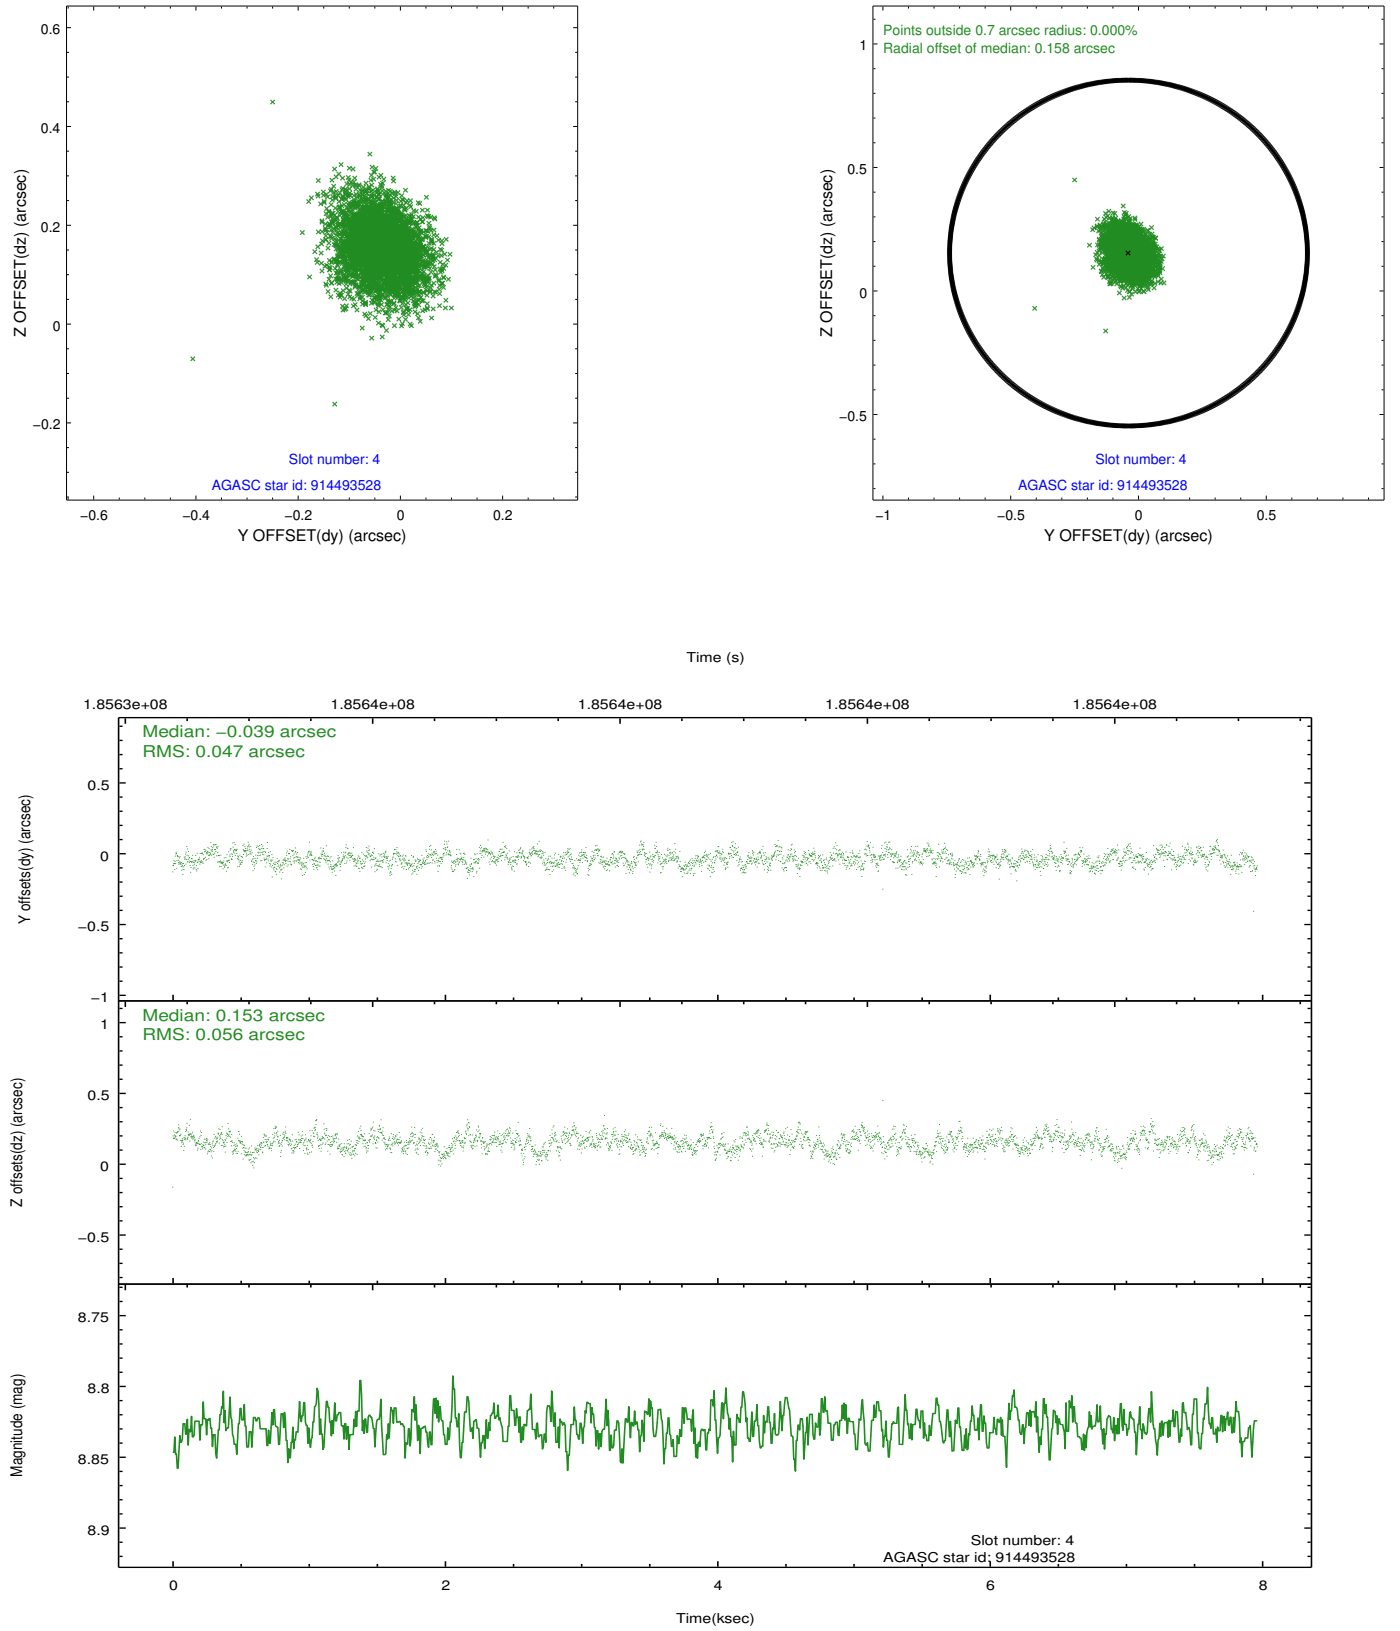 0.6
0.4
0.2
0
−0.2
Z OFFSET(dz) (arcsec)
Slot number: 4
AGASC star id: 914493528
−0.6 −0.4 −0.2 0 0.2
Y OFFSET(dy) (arcsec)
Points outside 0.7 arcsec radius: 0.000%
Radial offset of median: 0.158 arcsec
1
0.5
0
−0.5
Z OFFSET(dz) (arcsec)
Slot number: 4
AGASC star id: 914493528
−1 −0.5 0 0.5
Y OFFSET(dy) (arcsec)
Time (s)
1.8563e+08 1.8564e+08 1.8564e+08 1.8564e+08 1.8564e+08
Median: −0.039 arcsec
RMS: 0.047 arcsec
0.5
0
−0.5
−1
Y offsets(dy) (arcsec)
Median: 0.153 arcsec
RMS: 0.056 arcsec
1
0.5
0
−0.5
Z offsets(dz) (arcsec)
8.75
8.8
8.85
8.9
Magnitude (mag)
Slot number: 4
AGASC star id: 914493528
0 2 4 6 8
Time(ksec)